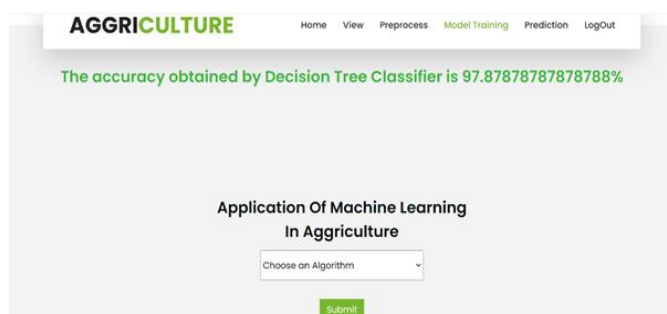 AGGRICULTURE
Home View Preprocess Model Training Prediction LogOut
The accuracy obtained by Decision Tree Classifier is 97.87878787878788%
Application Of Machine Learning
In Aggriculture
Choose an Algorithm
Submit